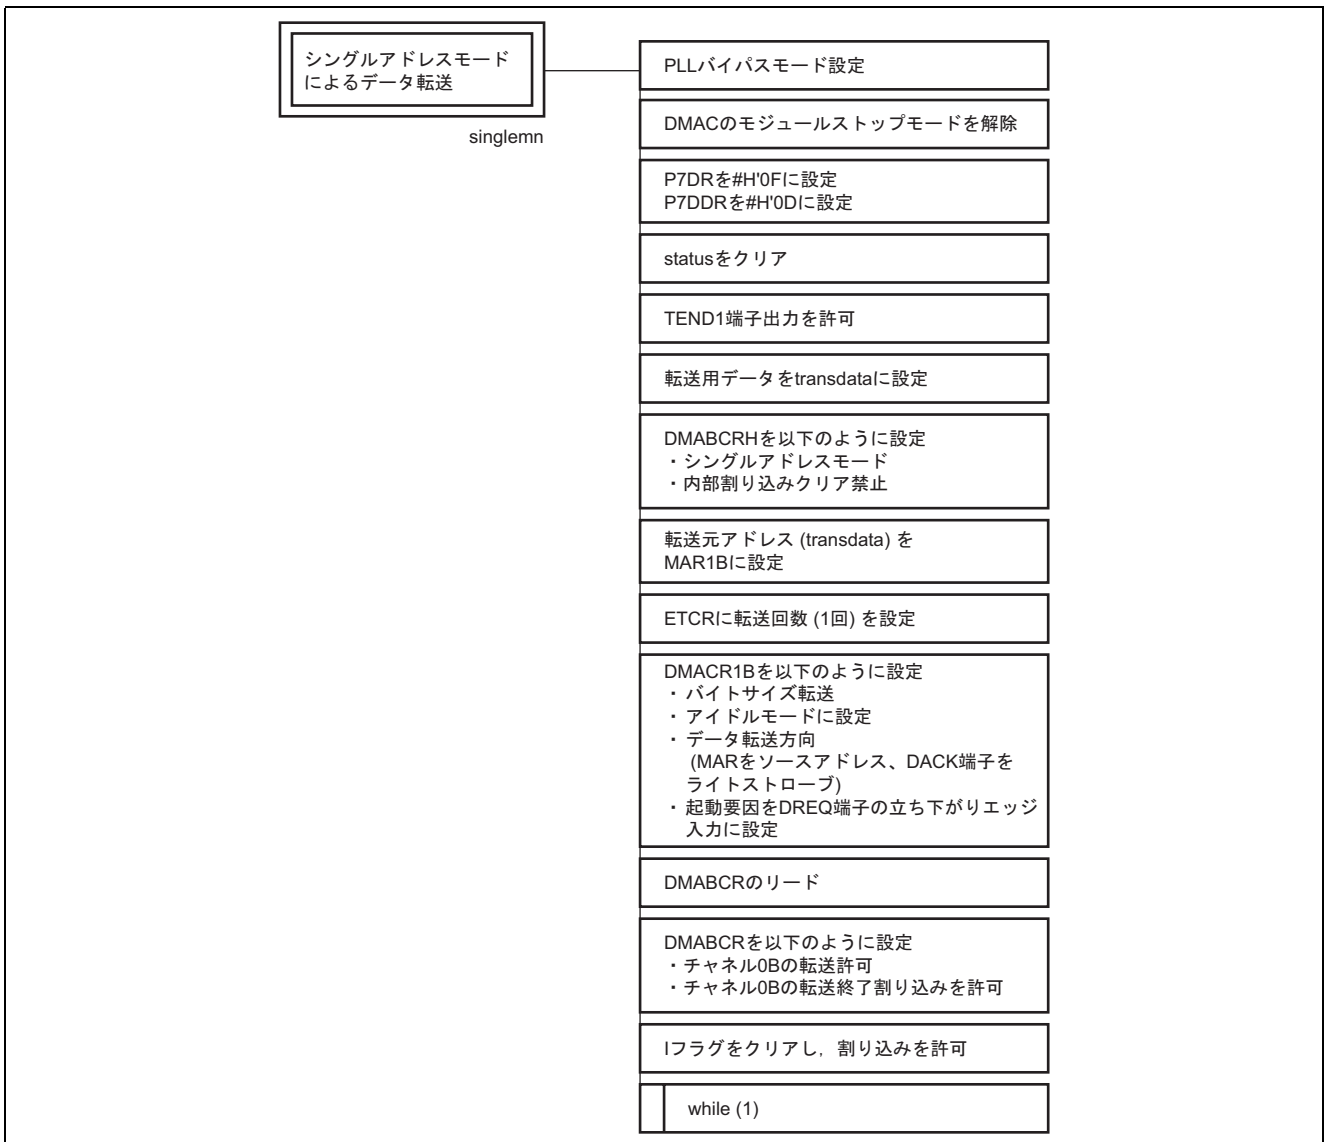 シングルアドレスモード
によるデータ転送
singlemn
PLLバイパスモード設定
DMACのモジュールストップモードを解除
P7DRを#H'0Fに設定
P7DDRを#H'0Dに設定
statusをクリア
TEND1端子出力を許可
転送用データをtransdataに設定
DMABCRHを以下のように設定
・シングルアドレスモード
・内部割り込みクリア禁止
転送元アドレス (transdata) を
MAR1Bに設定
ETCRに転送回数 (1回) を設定
DMACR1Bを以下のように設定
・ バイトサイズ転送
・ アイドルモードに設定
・ データ転送方向
(MARをソースアドレス、DACK端子を
ライトストローブ)
・ 起動要因をDREQ端子の立ち下がりエッジ
入力に設定
DMABCRのリード
DMABCRを以下のように設定
・チャネル0Bの転送許可
・チャネル0Bの転送終了割り込みを許可
Iフラグをクリアし，割り込みを許可
while (1)